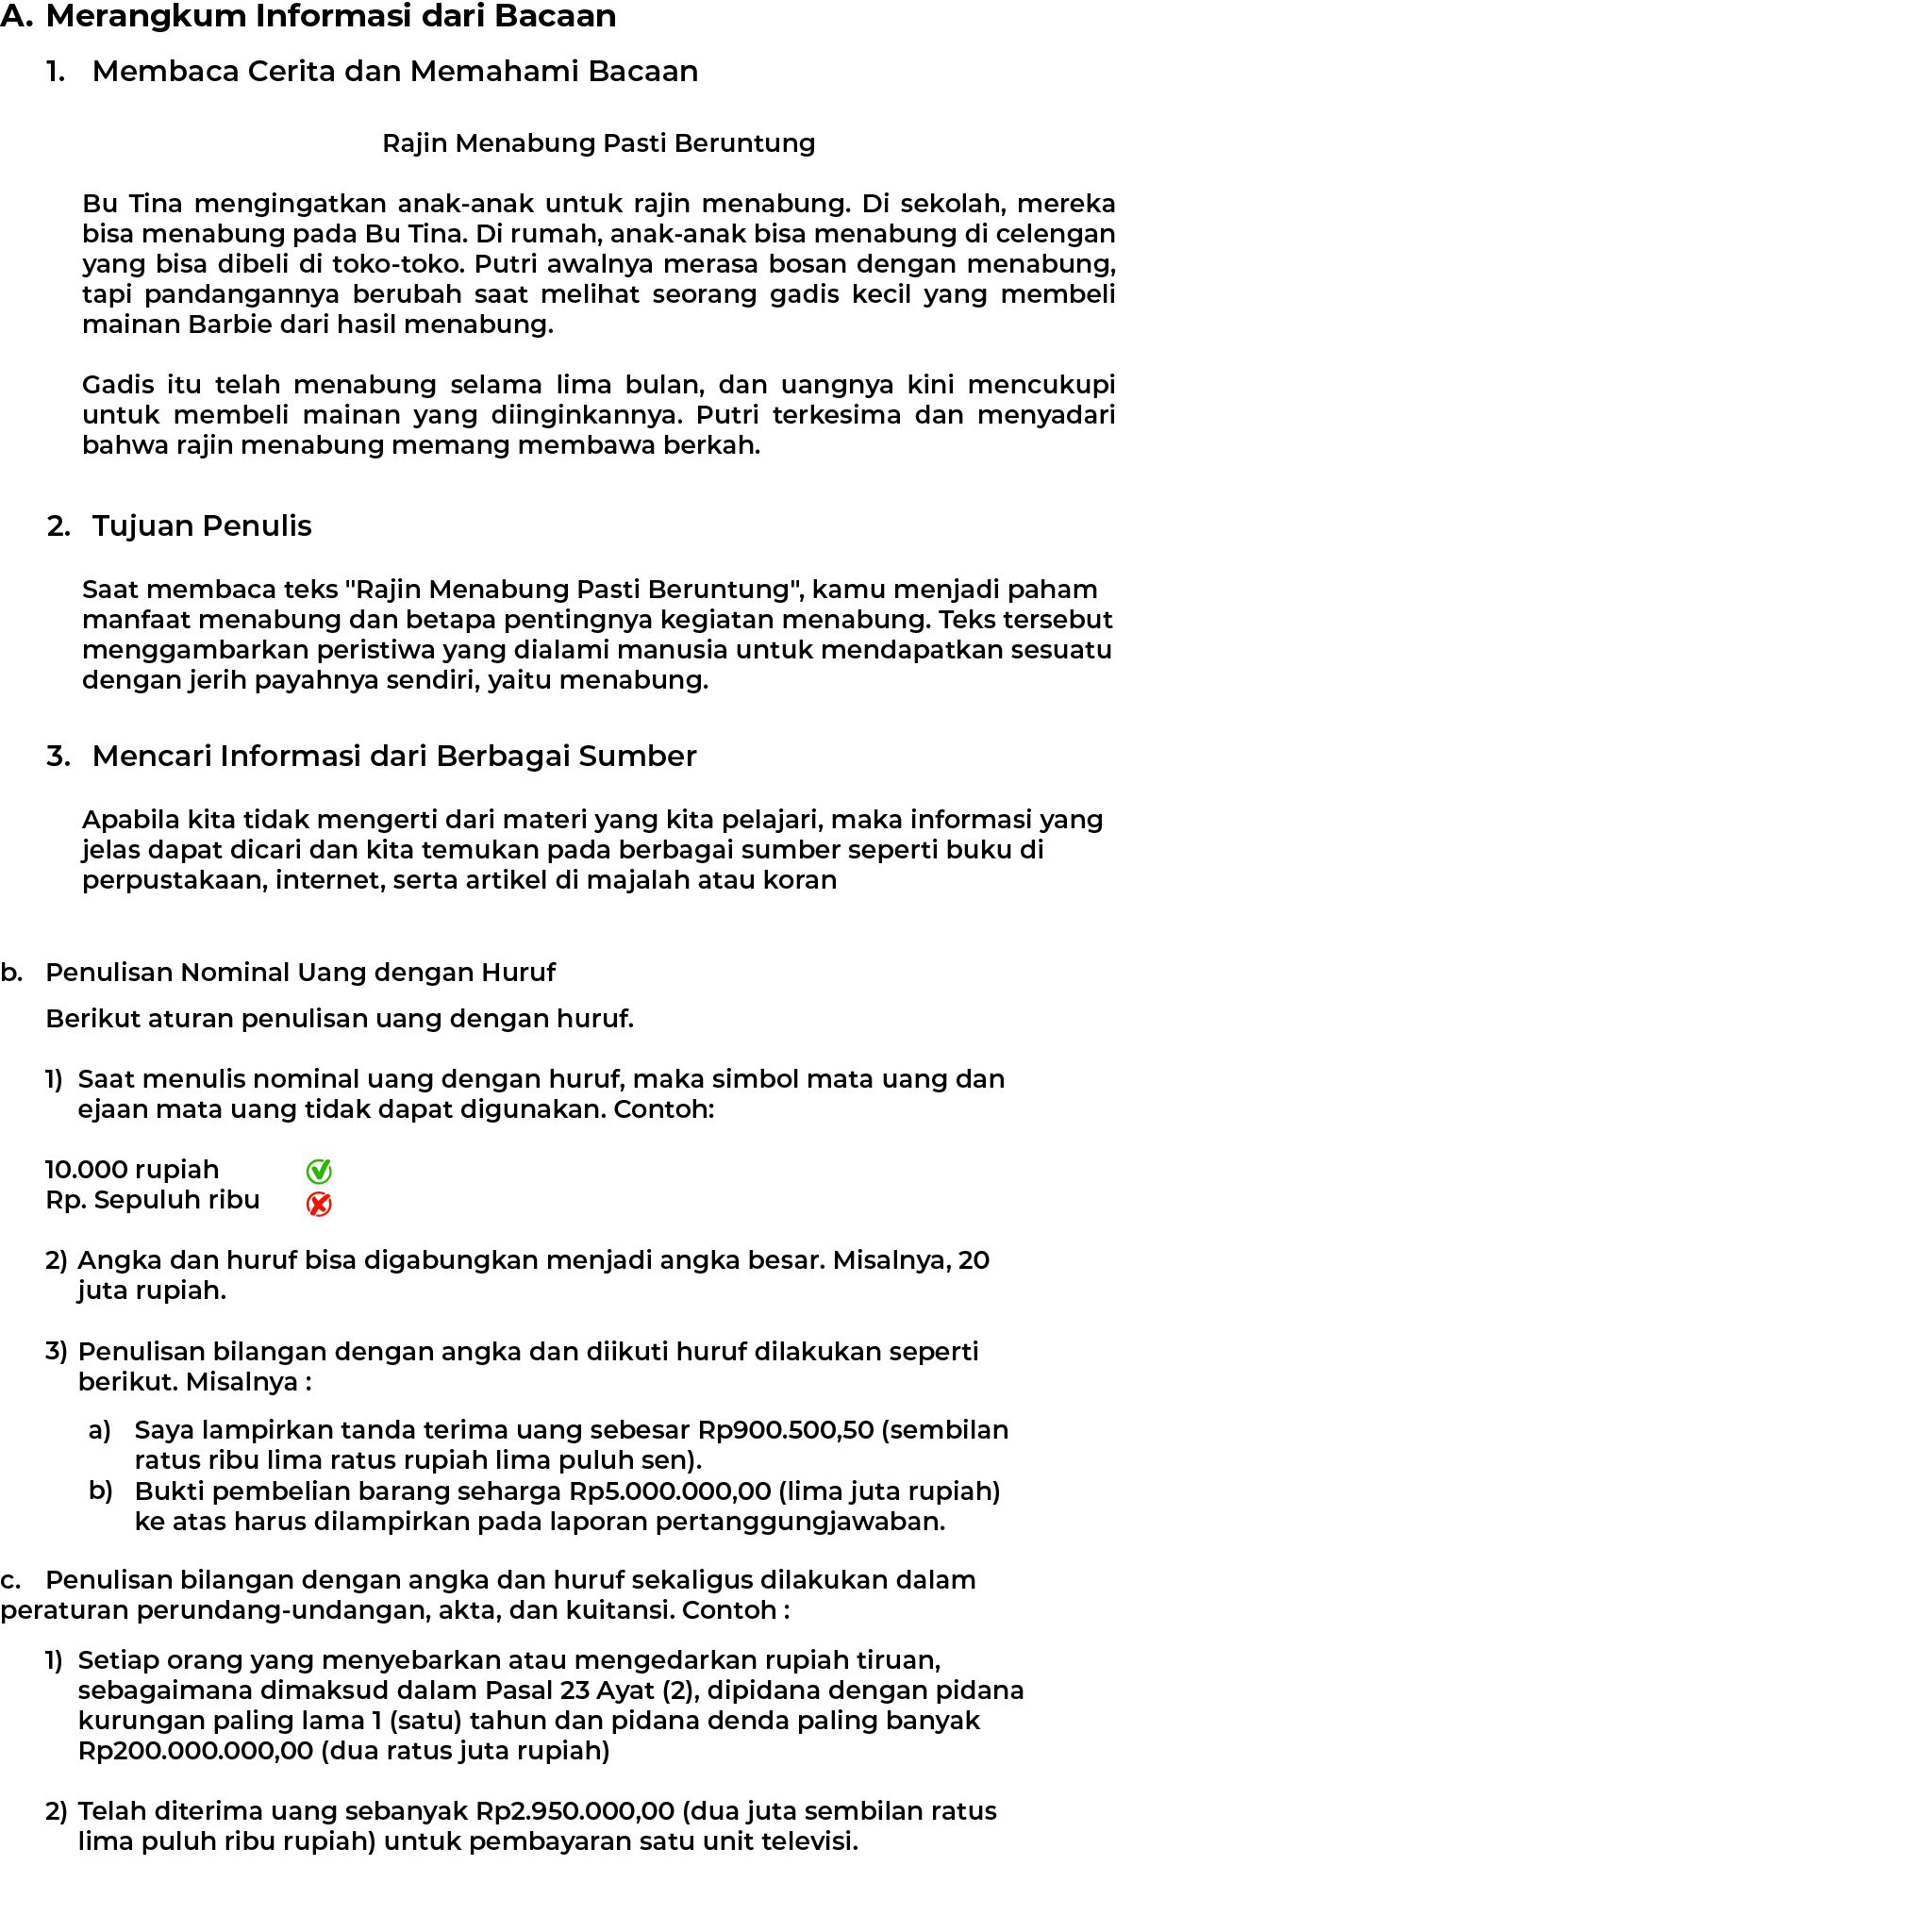 A. Merangkum Informasi dari Bacaan
1. Membaca Cerita dan Memahami Bacaan
Rajin Menabung Pasti Beruntung
Bu Tina mengingatkan anak-anak untuk rajin menabung. Di sekolah, mereka
bisa menabung pada Bu Tina. Di rumah, anak-anak bisa menabung di celengan
yang bisa dibeli di toko-toko. Putri awalnya merasa bosan dengan menabung,
tapi pandangannya berubah saat melihat seorang gadis kecil yang membeli
mainan Barbie dari hasil menabung.
Gadis itu telah menabung selama lima bulan, dan uangnya kini mencukupi
untuk membeli mainan yang diinginkannya. Putri terkesima dan menyadari
bahwa rajin menabung memang membawa berkah.
2. Tujuan Penulis
Saat membaca teks "Rajin Menabung Pasti Beruntung", kamu menjadi paham
manfaat menabung dan betapa pentingnya kegiatan menabung. Teks tersebut
menggambarkan peristiwa yang dialami manusia untuk mendapatkan sesuatu
dengan jerih payahnya sendiri, yaitu menabung.
3. Mencari Informasi dari Berbagai Sumber
Apabila kita tidak mengerti dari materi yang kita pelajari, maka informasi yang
jelas dapat dicari dan kita temukan pada berbagai sumber seperti buku di
perpustakaan, internet, serta artikel di majalah atau koran
b. Penulisan Nominal Uang dengan Huruf
Berikut aturan penulisan uang dengan huruf.
1) Saat menulis nominal uang dengan huruf, maka simbol mata uang dan
ejaan mata uang tidak dapat digunakan. Contoh:
10.000 rupiah
Rp. Sepuluh ribu
2) Angka dan huruf bisa digabungkan menjadi angka besar. Misalnya, 20
juta rupiah.
3) Penulisan bilangan dengan angka dan diikuti huruf dilakukan seperti
berikut. Misalnya :
a) Saya lampirkan tanda terima uang sebesar Rp900.500,50 (sembilan
ratus ribu lima ratus rupiah lima puluh sen).
b) Bukti pembelian barang seharga Rp5.000.000,00 (lima juta rupiah)
ke atas harus dilampirkan pada laporan pertanggungjawaban.
c. Penulisan bilangan dengan angka dan huruf sekaligus dilakukan dalam
peraturan perundang-undangan, akta, dan kuitansi. Contoh :
1) Setiap orang yang menyebarkan atau mengedarkan rupiah tiruan,
sebagaimana dimaksud dalam Pasal 23 Ayat (2), dipidana dengan pidana
kurungan paling lama 1 (satu) tahun dan pidana denda paling banyak
Rp200.000.000,00 (dua ratus juta rupiah)
2) Telah diterima uang sebanyak Rp2.950.000,00 (dua juta sembilan ratus
lima puluh ribu rupiah) untuk pembayaran satu unit televisi.